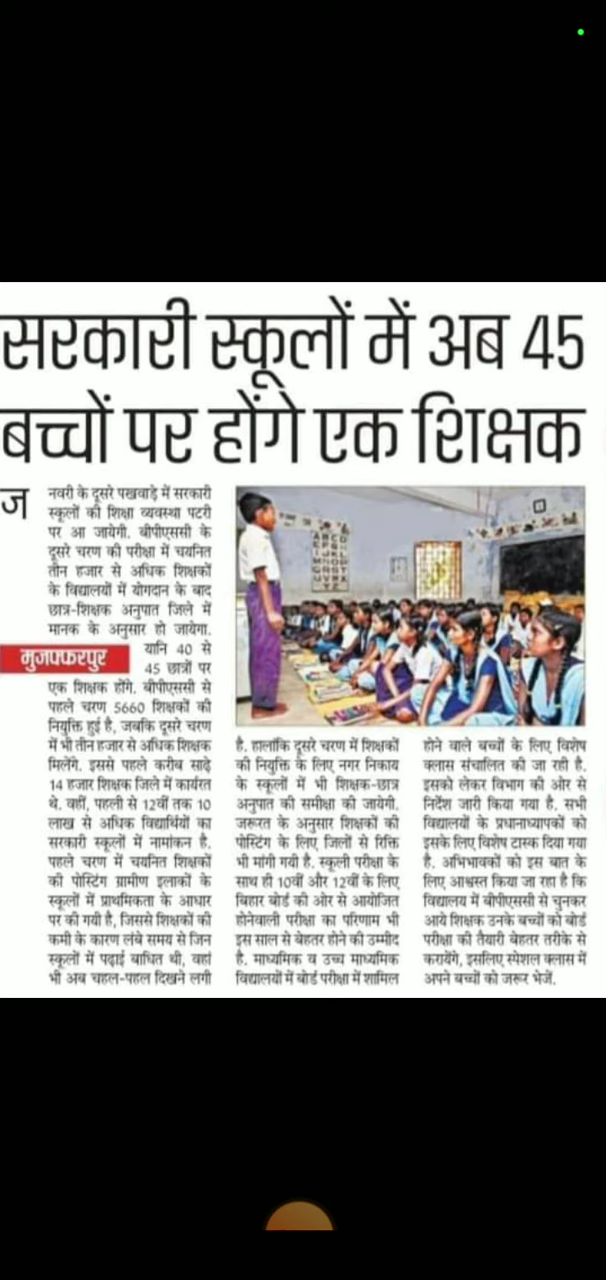 सरकारी स्कूलों में अब 45
बच्चों पर होंगे एक शिक्षक
ज
नवरी के दूसरे पखवाड़े में सरकारी
स्कूलों की शिक्षा व्यवस्था पटरी
पर आ जायेगी. बीपीएससी के
दूसरे चरण की परीक्षा में चयनित
तीन हजार से अधिक शिक्षकों
के विद्यालयों में योगदान के बाद
छात्र-शिक्षक अनुपात जिले में
मानक के अनुसार हो जायेगा.
मुजफ्फरपुर
यानि 40 से
45 छात्रों पर
एक शिक्षक होंगे. बीपीएससी से
पहले चरण 5660 शिक्षकों की
नियुक्ति हुई है, जबकि दूसरे चरण
में भी तीन हजार से अधिक शिक्षक
मिलेंगे. इससे पहले करीब साढ़े
14 हजार शिक्षक जिले में कार्यरत
थे. वहीं, पहली से 12वीं तक 10
लाख से अधिक विद्यार्थियों का
सरकारी स्कूलों में नामांकन है.
पहले चरण में चयनित शिक्षकों
की पोस्टिंग ग्रामीण इलाकों के
स्कूलों में प्राथमिकता के आधार
पर की गयी है, जिससे शिक्षकों की
कमी के कारण लंबे समय से जिन
स्कूलों में पढ़ाई बाधित थी, वहां
भी अब चहल-पहल दिखने लगी
है. हालांकि दूसरे चरण में शिक्षकों
की नियुक्ति के लिए नगर निकाय
के स्कूलों में भी शिक्षक-छात्र
अनुपात की समीक्षा की जायेगी.
जरूरत के अनुसार शिक्षकों की
पोस्टिंग के लिए जिलों से रिक्ति
भी मांगी गयी है. स्कूली परीक्षा के
साथ ही 10वीं और 12वीं के लिए
बिहार बोर्ड की ओर से आयोजित
होनेवाली परीक्षा का परिणाम भी
इस साल से बेहतर होने की उम्मीद
है. माध्यमिक व उच्च माध्यमिक
विद्यालयों में बोर्ड परीक्षा में शामिल
होने वाले बच्चों के लिए विशेष
क्लास संचालित की जा रही है.
इसको लेकर विभाग की ओर से
निर्देश जारी किया गया है. सभी
विद्यालयों के प्रधानाध्यापकों को
इसके लिए विशेष टास्क दिया गया
है. अभिभावकों को इस बात के
लिए आश्वस्त किया जा रहा है कि
विद्यालय में बीपीएससी से चुनकर
आये शिक्षक उनके बच्चों को बोर्ड
परीक्षा की तैयारी बेहतर तरीके से
करायेंगे, इसलिए स्पेशल क्लास में
अपने बच्चों को जरूर भेजें.